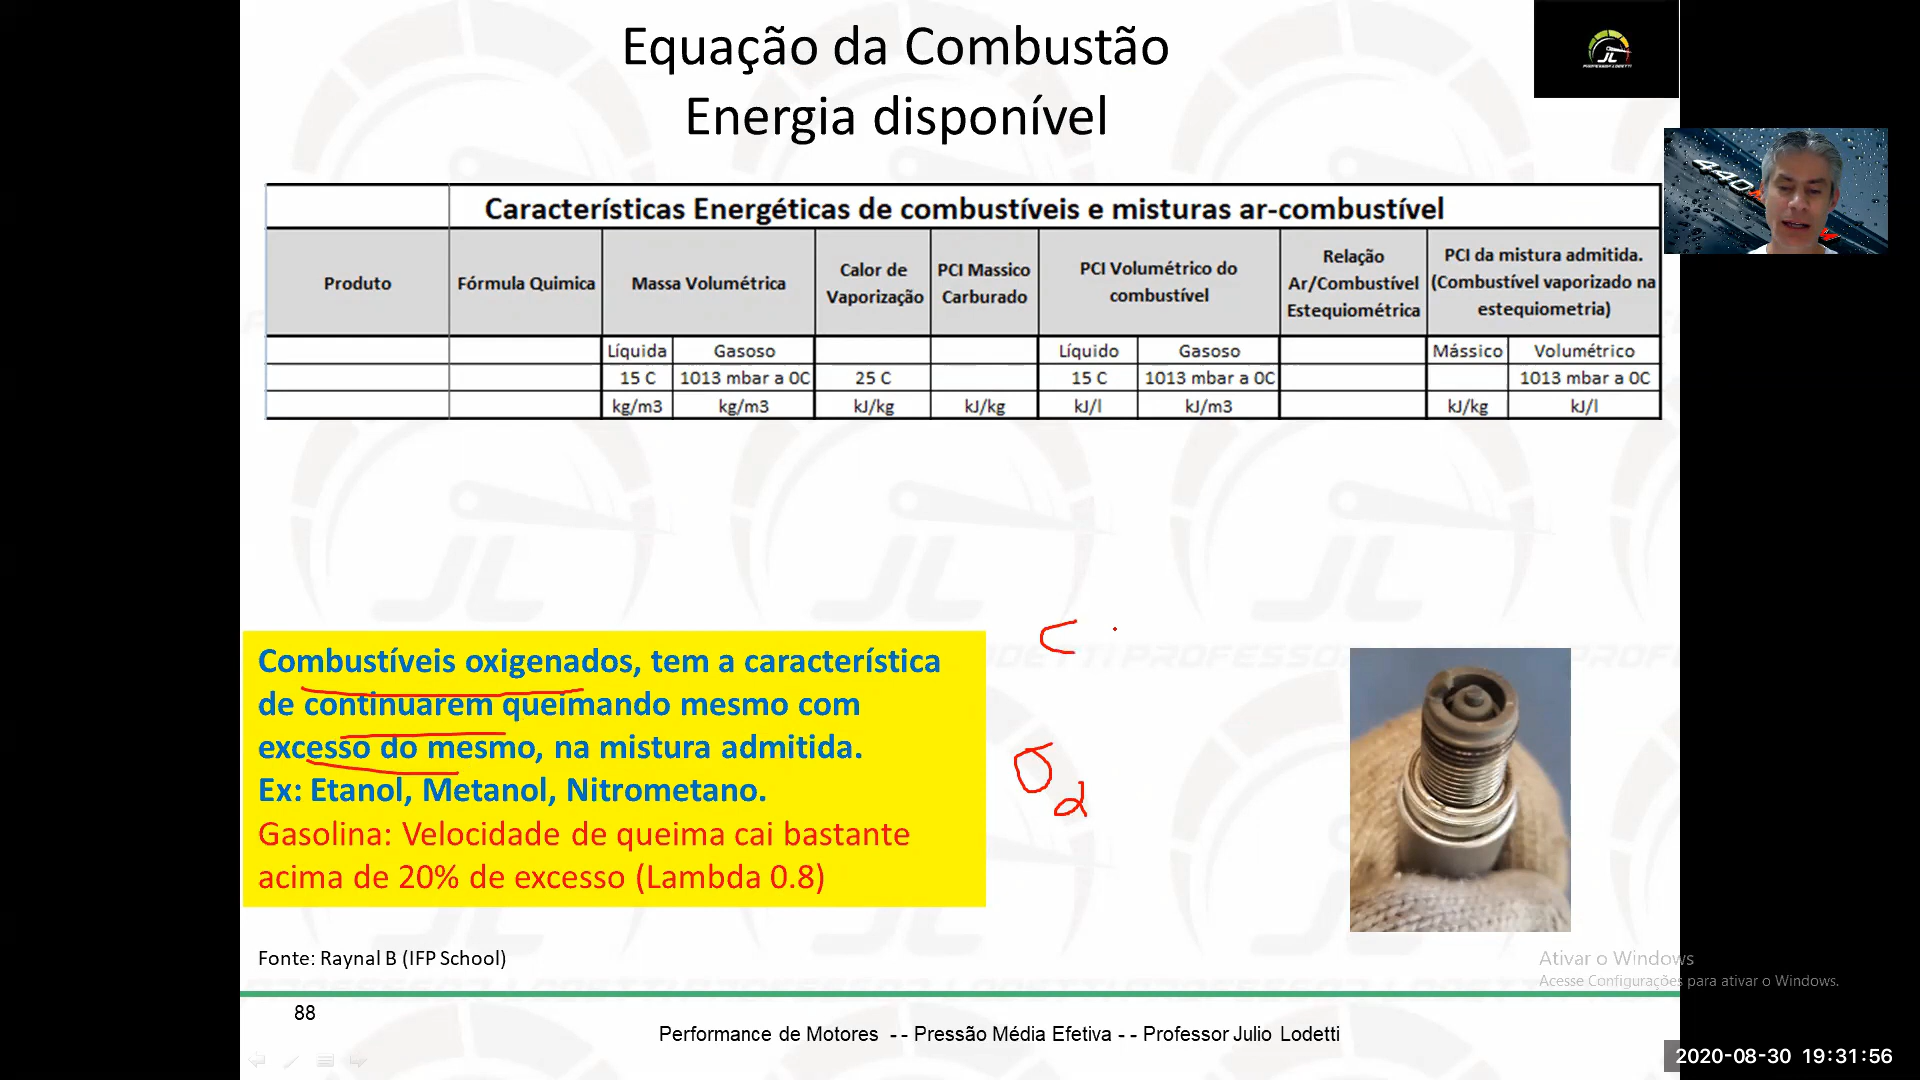 Equação da Combustão
Energia disponível
JL
PROFESSOR LODETTI
440
Características Energéticas de combustíveis e misturas ar-combustível
Produto
Fórmula Quimica
Massa Volumétrica
Calor de
Vaporização
PCI Massico
Carburado
PCI Volumétrico do
combustível
Relação
Ar/Combustível
Estequiométrica
PCI da mistura admitida.
(Combustível vaporizado na
estequiometria)
Líquida Gasoso Líquido Gasoso Mássico Volumétrico
15 C 1013 mbar a 0C 25 C 15 C 1013 mbar a 0C 1013 mbar a 0C
kg/m3 kg/m3 kJ/kg kJ/kg kJ/l kJ/m3 kJ/kg kJ/l
Combustíveis oxigenados, tem a característica
de continuarem queimando mesmo com
excesso do mesmo, na mistura admitida.
Ex: Etanol, Metanol, Nitrometano.
Gasolina: Velocidade de queima cai bastante
acima de 20% de excesso (Lambda 0.8)
C
O2
Fonte: Raynal B (IFP School)
Ativar o Windows
Acesse Configurações para ativar o Windows.
88
Performance de Motores - - Pressão Média Efetiva - - Professor Julio Lodetti
2020-08-30 19:31:56